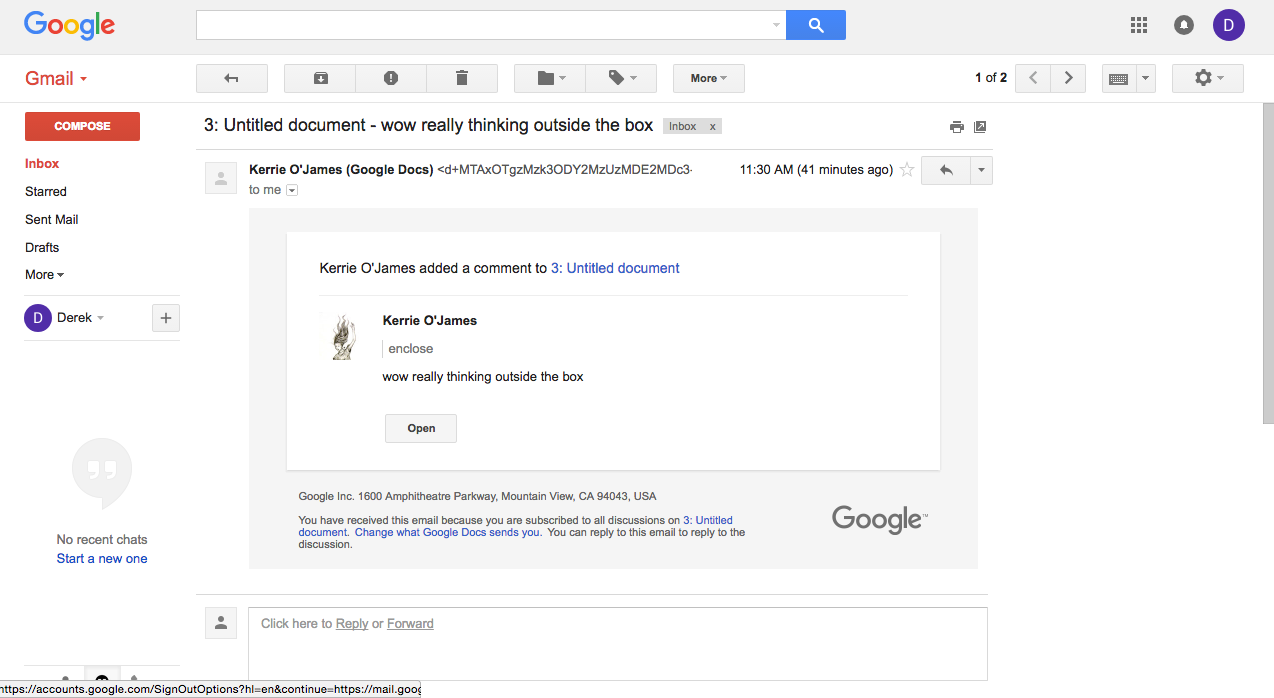 Google
D
Gmail
More
1 of 2
COMPOSE
3: Untitled document - wow really thinking outside the box
Inbox x
Inbox
Starred
Sent Mail
Drafts
More
D Derek
+
Kerrie O'James (Google Docs) <d+MTAxOTgzMzk3ODY2MzUzMDE2MDc3-
11:30 AM (41 minutes ago)
to me
Kerrie O'James added a comment to 3: Untitled document
Kerrie O'James
enclose
wow really thinking outside the box
Open
Google Inc. 1600 Amphitheatre Parkway, Mountain View, CA 94043, USA
You have received this email because you are subscribed to all discussions on 3: Untitled
document. Change what Google Docs sends you. You can reply to this email to reply to the
discussion.
Google™
No recent chats
Start a new one
Click here to Reply or Forward
https://accounts.google.com/SignOutOptions?hl=en&continue=https://mail.goog